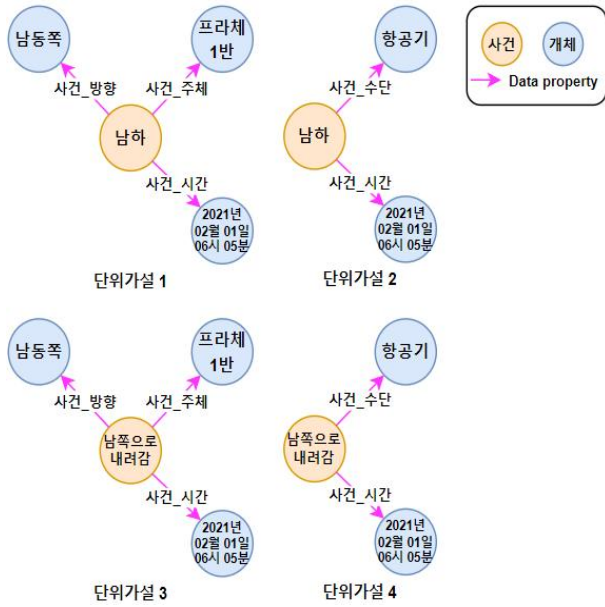 남동쪽
프라체
1반
사건_방향
사건_주체
남하
사건_시간
2021년
02월 01일
06시 05분
단위가설 1
항공기
사건_수단
남하
사건_시간
2021년
02월 01일
06시 05분
단위가설 2
사건
개체
Data property
남동쪽
프라체
1반
사건_방향
사건_주체
남쪽으로
내려감
사건_시간
2021년
02월 01일
06시 05분
단위가설 3
항공기
사건_수단
남쪽으로
내려감
사건_시간
2021년
02월 01일
06시 05분
단위가설 4